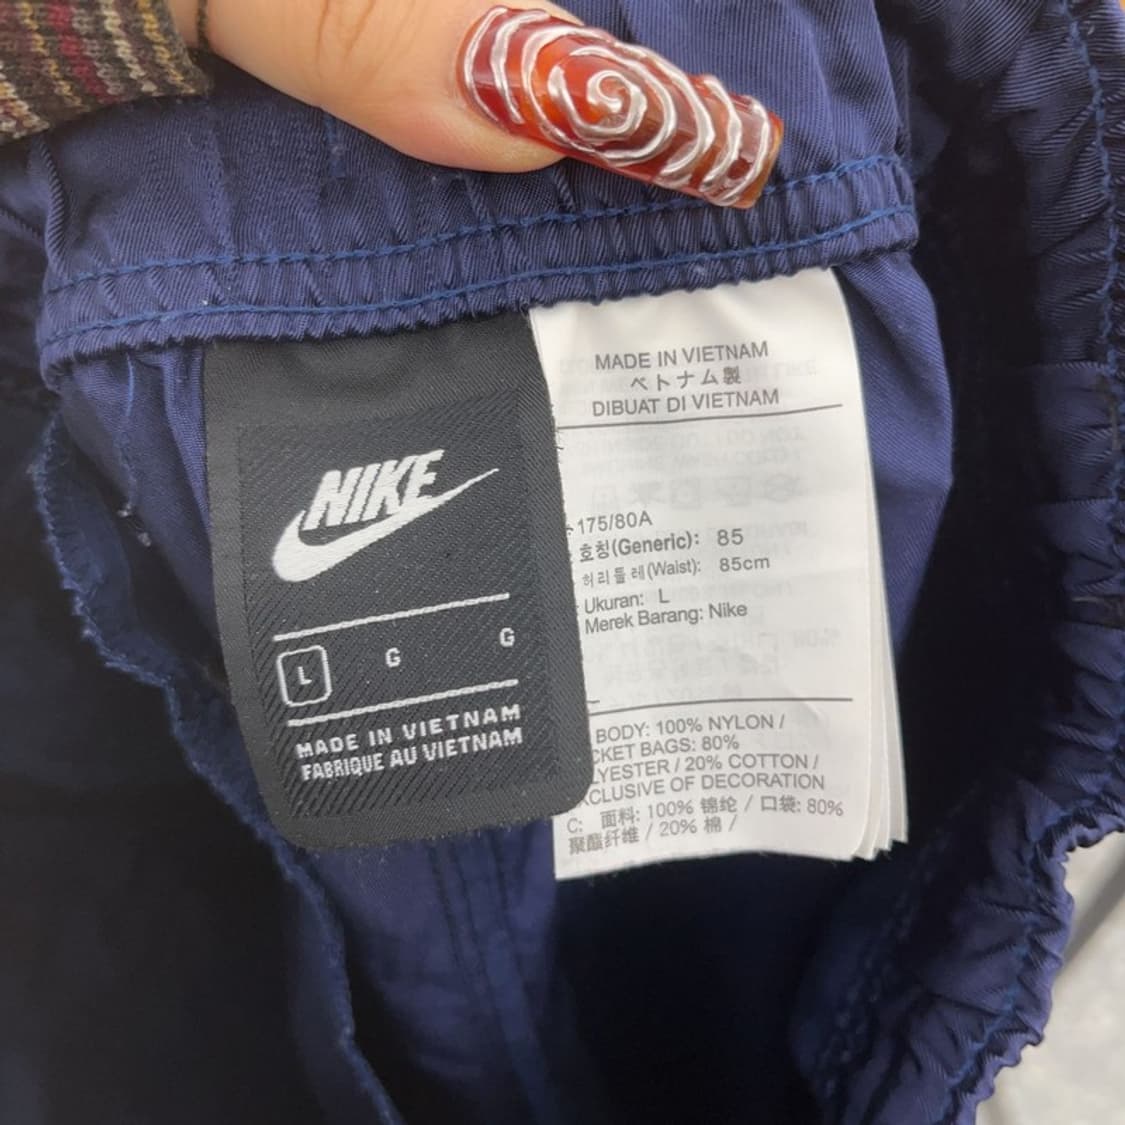 NIKE
L G G
MADE IN VIETNAM
FABRIQUE AU VIETNAM
MADE IN VIETNAM
ベトナム製
DIBUAT DI VIETNAM
175/80A
호칭(Generic): 85
허리둘레(Waist): 85cm
Ukuran: L
Merek Barang: Nike
BODY: 100% NYLON /
CKET BAGS: 80%
LYESTER / 20% COTTON /
XCLUSIVE OF DECORATION
C: 面料: 100% 锦纶 / 口袋: 80%
聚酯纤维 / 20% 棉 /